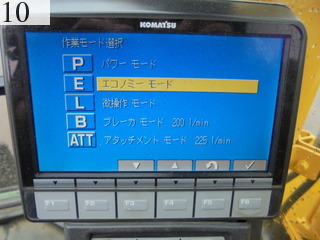 10
KOMATSU
作業モード選択
P パワー モード
E エコノミー モード
L 微操作 モード
B ブレーカ モード 200 l/min
ATT アタッチメント モード 225 l/min
F1 F2 F3 F4 F5 F6